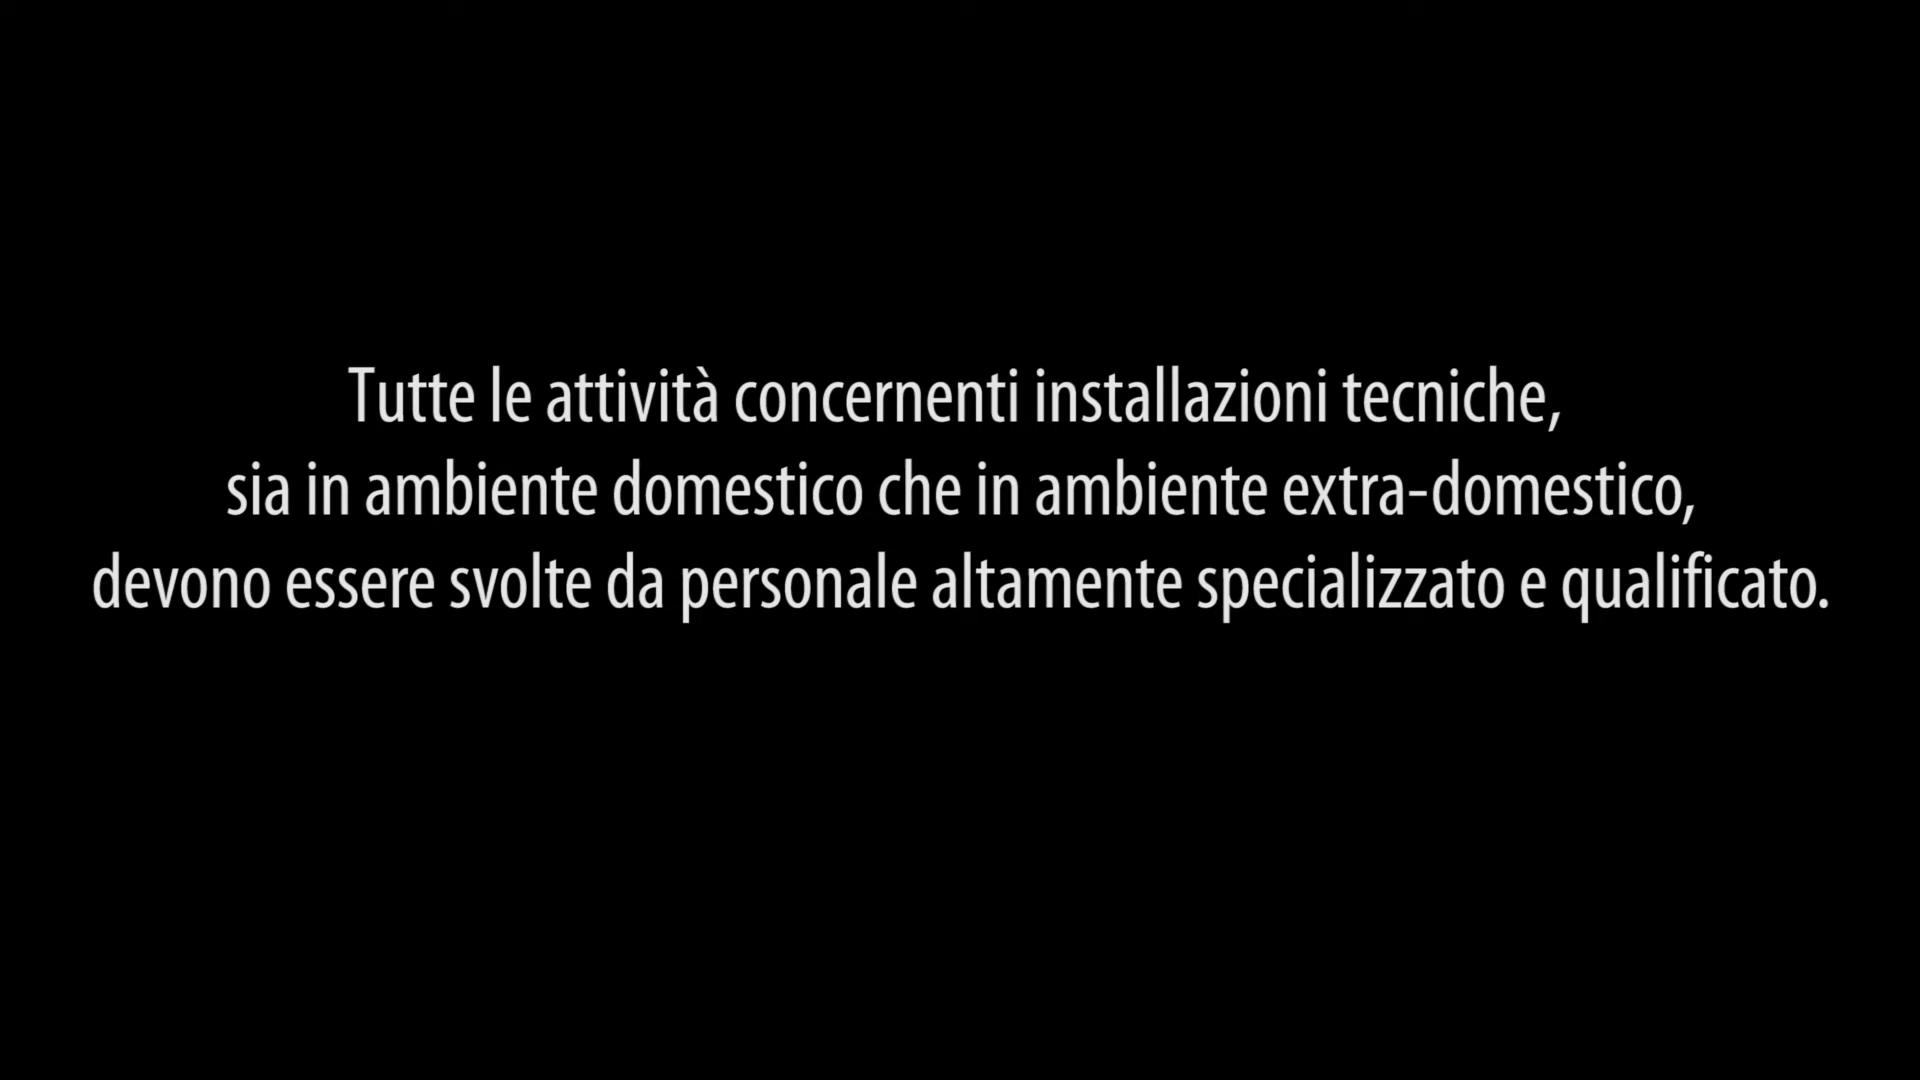 Tutte le attività concernenti installazioni tecniche,
sia in ambiente domestico che in ambiente extra-domestico,
devono essere svolte da personale altamente specializzato e qualificato.